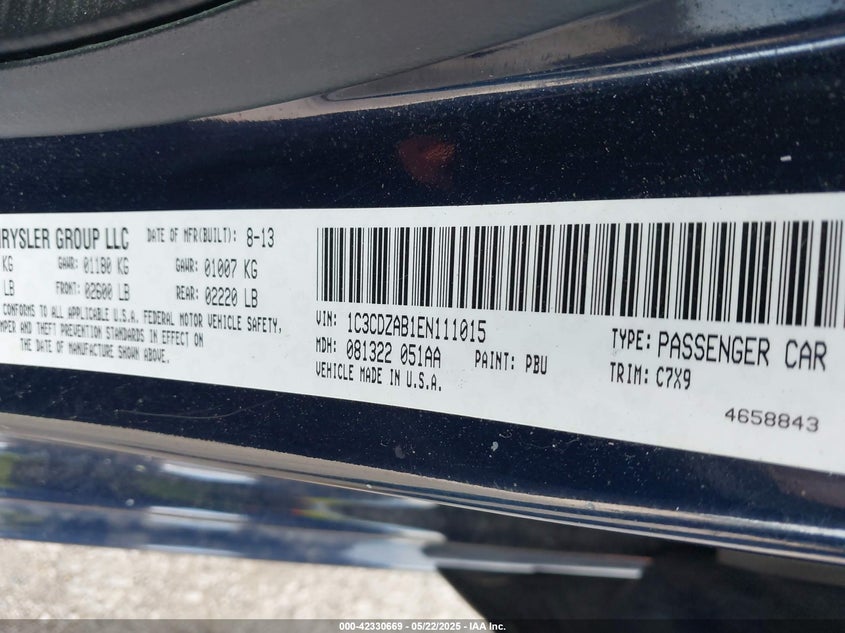 RYSLER GROUP LLC DATE OF MFR(BUILT): 8-13
KG GAWR: 01180 KG GAWR: 01007 KG
LB FRONT: 02600 LB REAR: 02220 LB
CONFORMS TO ALL APPLICABLE U.S.A. FEDERAL MOTOR VEHICLE SAFETY,
MPER AND THEFT PREVENTION STANDARDS IN EFFECT ON
THE DATE OF MANUFACTURE SHOWN ABOVE.
VIN: 1C3CDZAB1EN111015 TYPE: PASSENGER CAR
MDH: 081322 051AA PAINT: PBU TRIM: C7X9
VEHICLE MADE IN U.S.A.
4658843
000-42330669 - 05/22/2025 - IAA Inc.